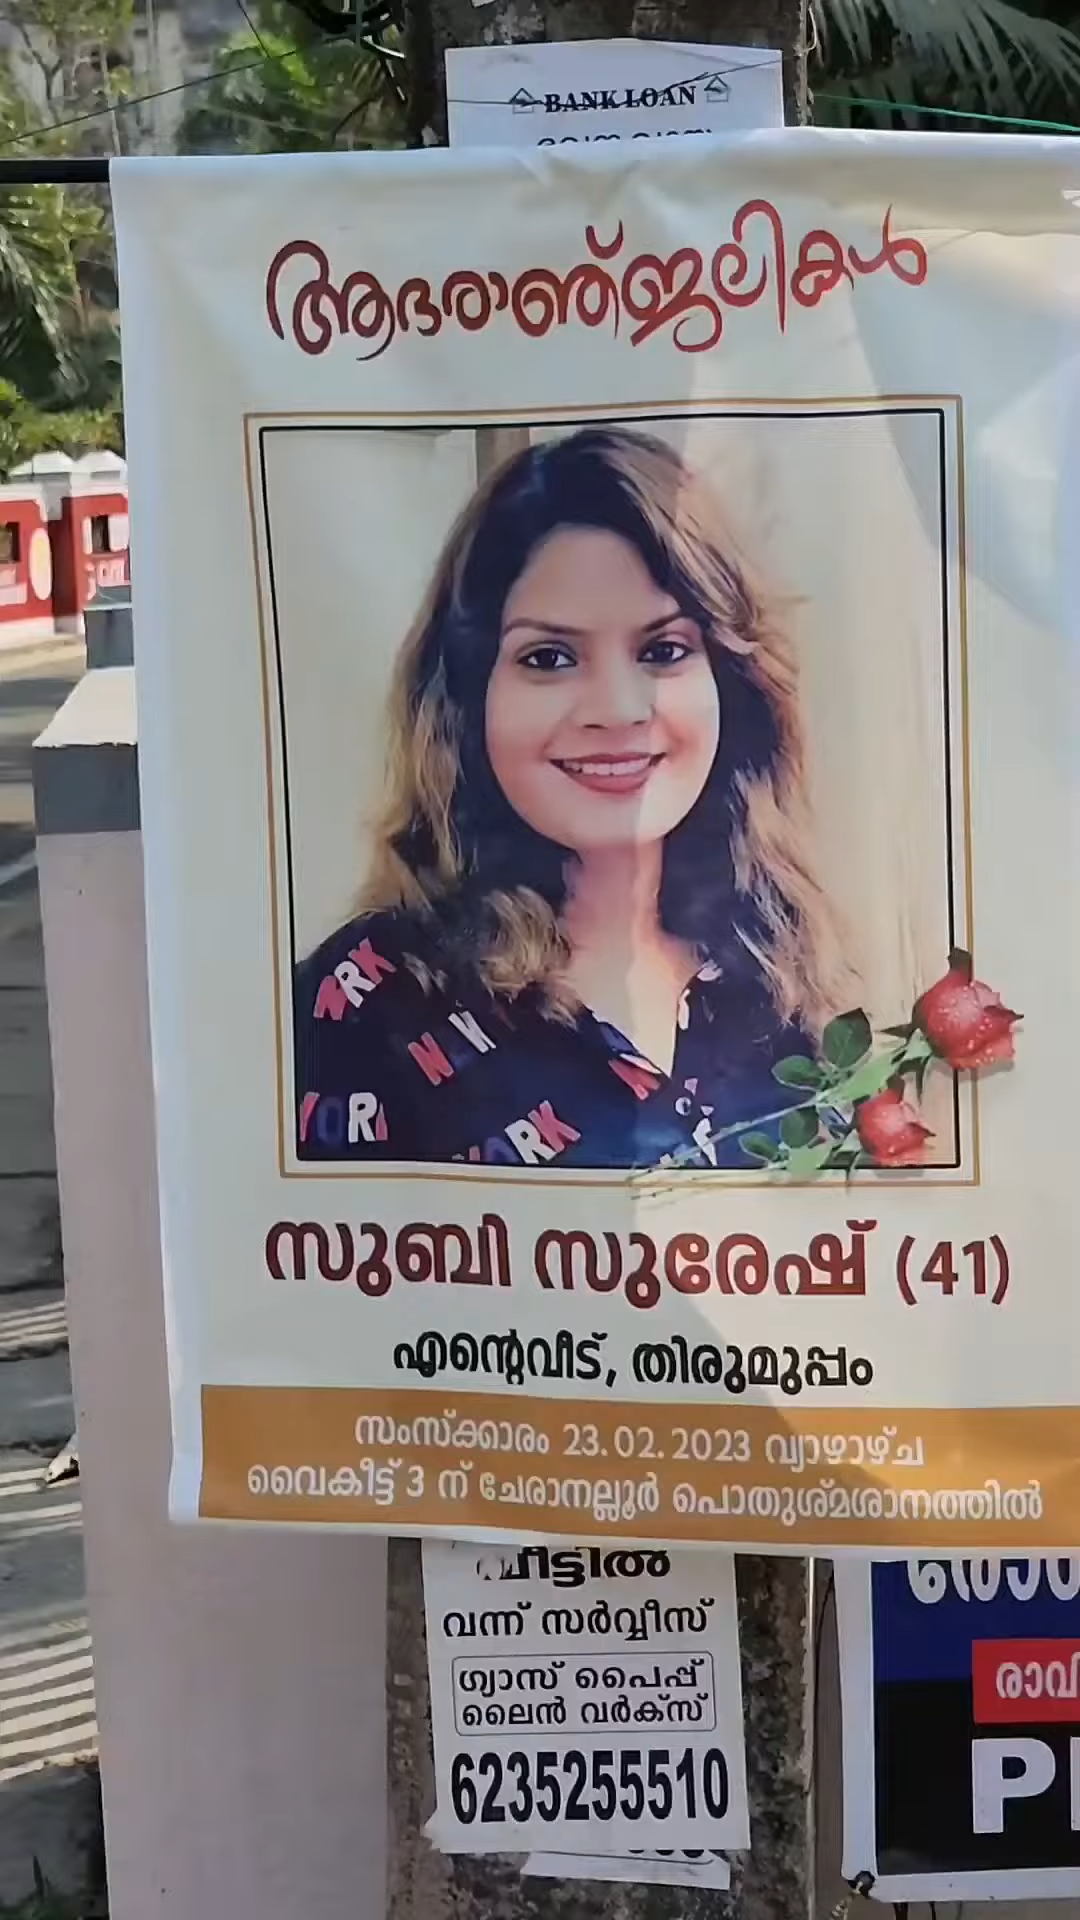 BANK LOAN
ആദരാഞ്ജലികൾ
സുബി സുരേഷ് (41)
എന്റെവീട്, തിരുമുപ്പം
സംസ്ക്കാരം 23.02.2023 വ്യാഴാഴ്ച
വൈകീട്ട് 3 ന് ചേരാനല്ലൂർ പൊതുശ്മശാനത്തിൽ
വീട്ടിൽ
വന്ന് സർവ്വീസ്
ഗ്യാസ് പൈപ്പ്
ലൈൻ വർക്സ്
6235255510